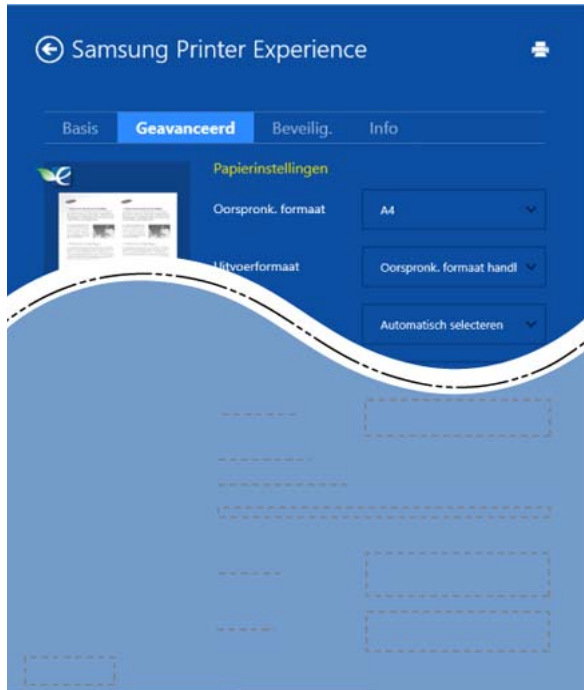 Samsung Printer Experience
Basis Geavanceerd Beveilig. Info
Papierinstellingen
Oorspronk. formaat A4
Uitvoerformaat Oorspronk. formaat handl
Automatisch selecteren